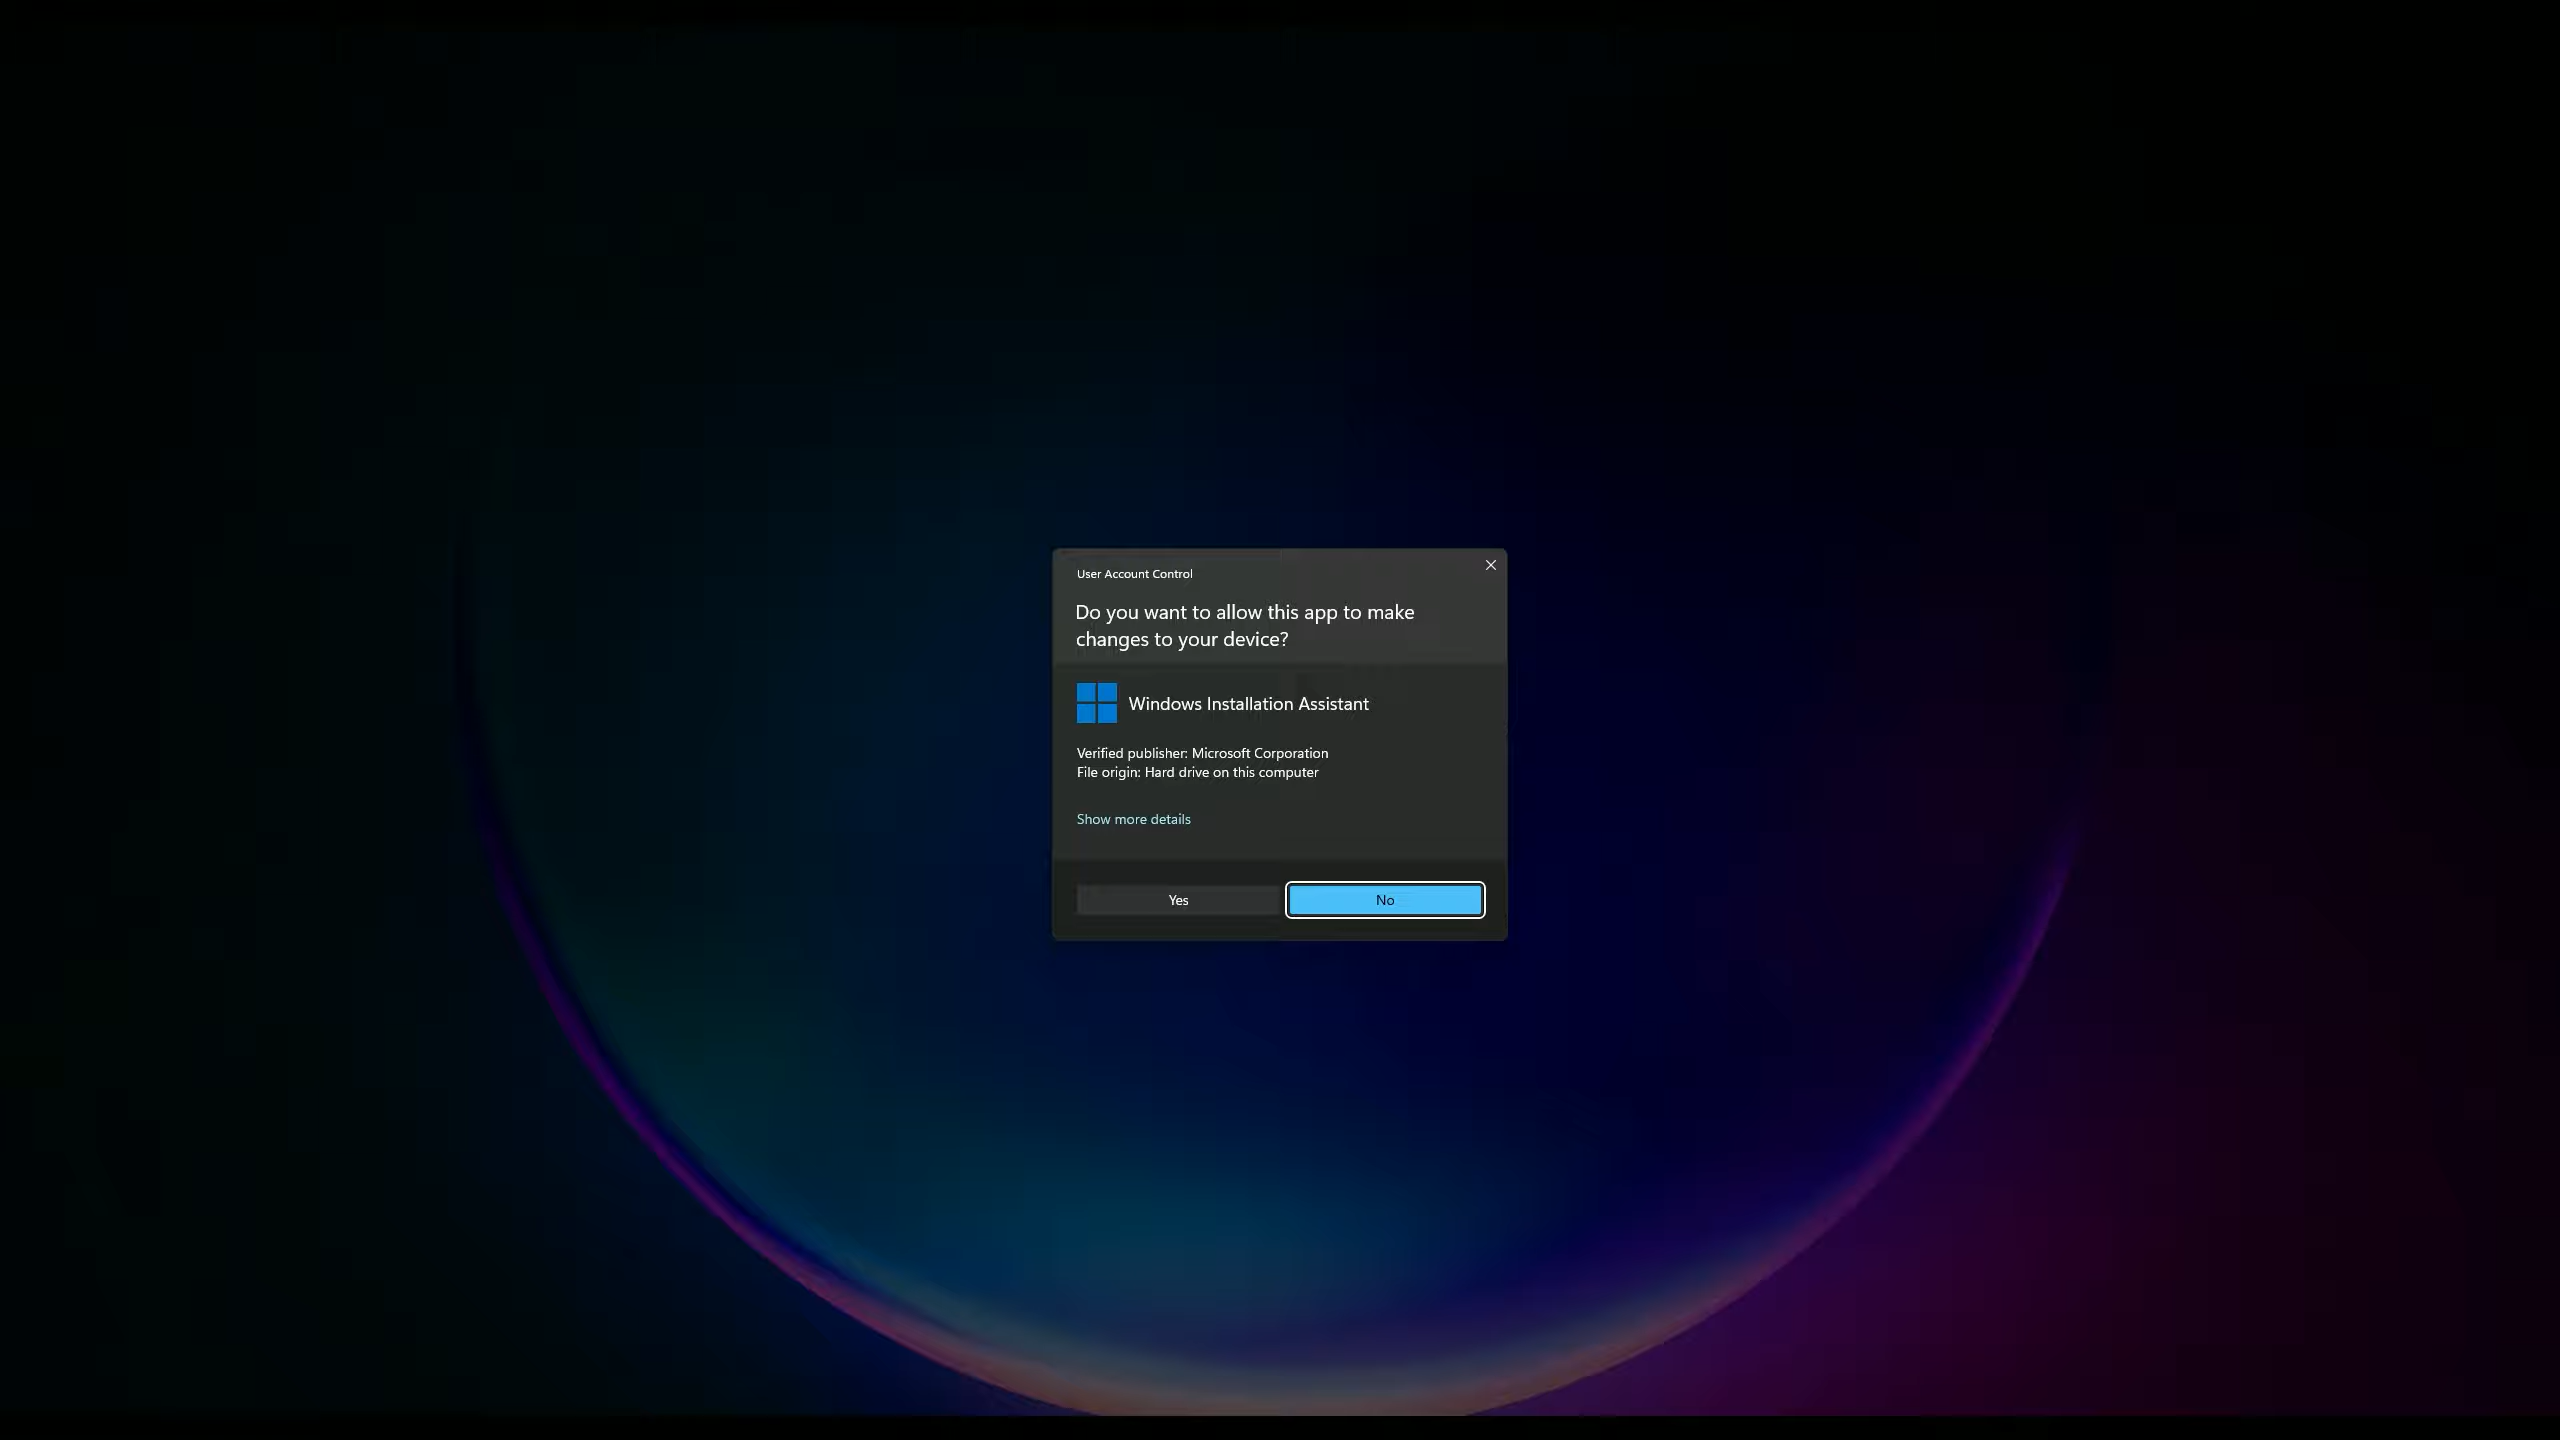 User Account Control
Do you want to allow this app to make
changes to your device?
Windows Installation Assistant
Verified publisher: Microsoft Corporation
File origin: Hard drive on this computer
Show more details
Yes
No